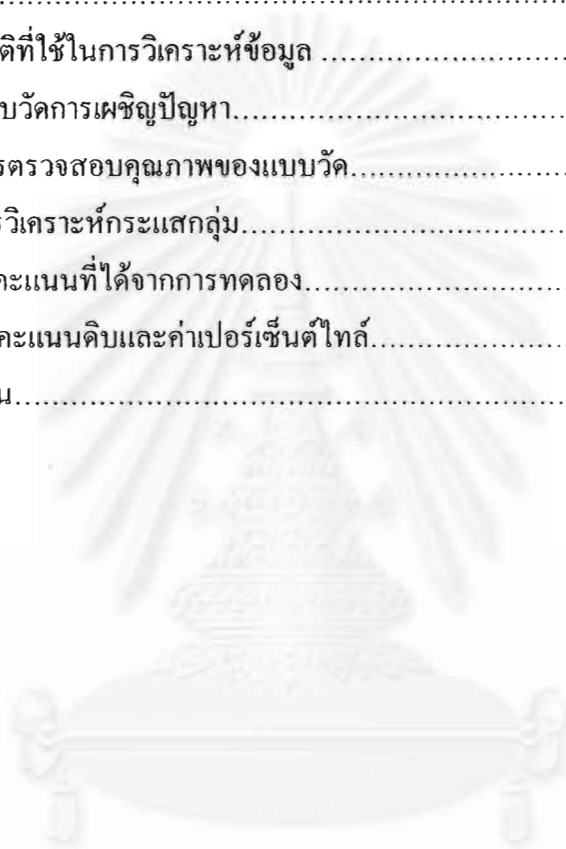 .....................................................
ติที่ใช้ในการวิเคราะห์ข้อมูล ........................
บวัดการเผชิญปัญหา.................................
รตรวจสอบคุณภาพของแบบวัด.....................
รวิเคราะห์กระแสกลุ่ม................................
คะแนนที่ได้จากการทดลอง..........................
คะแนนดิบและค่าเปอร์เซ็นต์ไทล์...................
น.....................................................